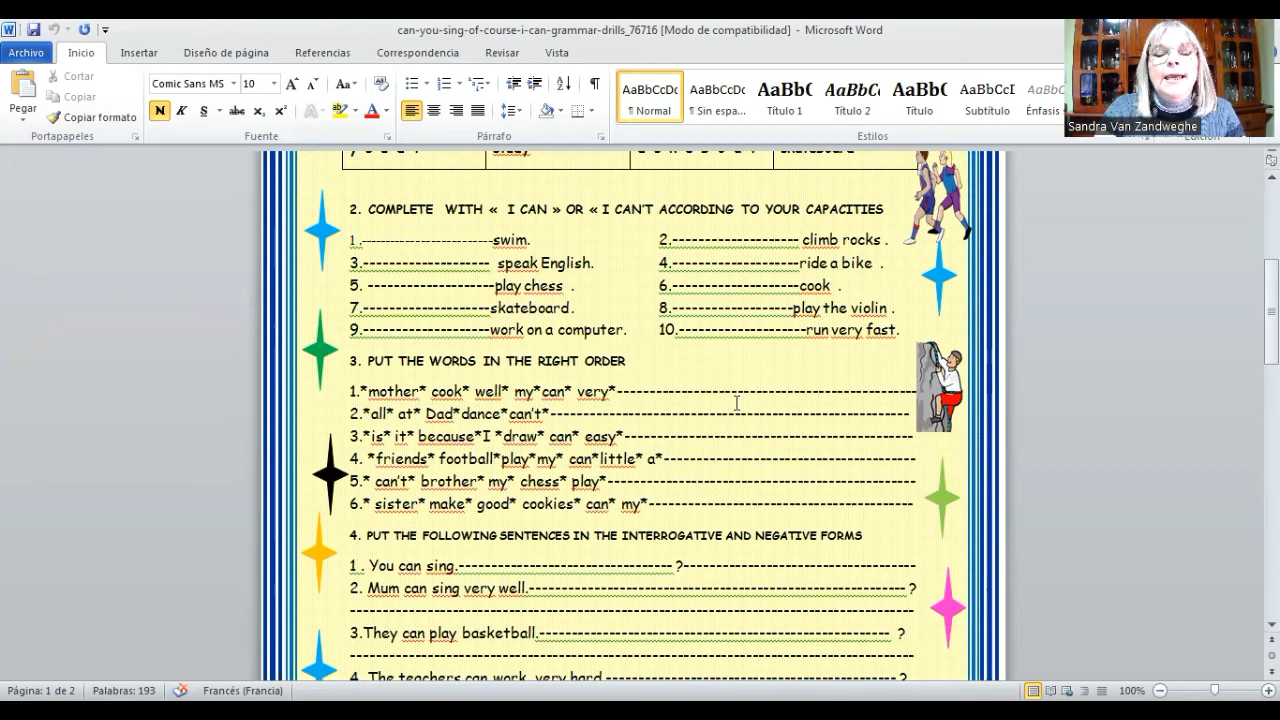 can-you-sing-of-course-i-can-grammar-drills_76716 [Modo de compatibilidad] - Microsoft Word
Archivo Inicio Insertar Diseño de página Referencias Correspondencia Revisar Vista
Cortar
Copiar
Copiar formato
Pegar
Portapapeles
Comic Sans MS 10
Fuente
Párrafo
AaBbCcDc AaBbCcDc AaBbC AaBbCc AaBbC AaBbCcI
¶ Normal ¶ Sin espa... Título 1 Título 2 Título Subtítulo Énfasis
Estilos
Sandra Van Zandweghe
2. COMPLETE WITH « I CAN » OR « I CAN'T ACCORDING TO YOUR CAPACITIES
1.------------------------swim. 2.------------------- climb rocks .
3.------------------- speak English. 4.-------------------ride a bike .
5. -------------------play chess . 6.-------------------cook .
7.-------------------skateboard. 8.-------------------play the violin .
9.-------------------work on a computer. 10.-------------------run very fast.
3. PUT THE WORDS IN THE RIGHT ORDER
1.*mother* cook* well* my*can* very*----------------------------------------------
2.*all* at* Dad*dance*can't*-------------------------------------------------------
3.*is* it* because*I *draw* can* easy*--------------------------------------------
4. *friends* football*play*my* can*little* a*--------------------------------------
5.* can't* brother* my* chess* play*-----------------------------------------------
6.* sister* make* good* cookies* can* my*----------------------------------------
4. PUT THE FOLLOWING SENTENCES IN THE INTERROGATIVE AND NEGATIVE FORMS
1 . You can sing.---------------------------------?-----------------------------------
2. Mum can sing very well.----------------------------------------------------------?
3.They can play basketball.------------------------------------------------------ ?
4. The teachers can work very hard.---------------------------------------------?
Página: 1 de 2 Palabras: 193 Francés (Francia) 100%